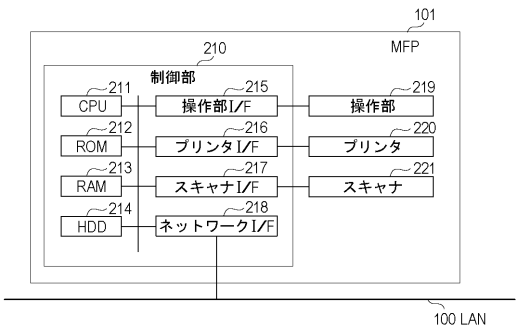 101
MFP
210
制御部
211
CPU
215
操作部I/F
219
操作部
212
ROM
216
プリンタI/F
220
プリンタ
213
RAM
217
スキャナI/F
221
スキャナ
214
HDD
218
ネットワークI/F
100 LAN